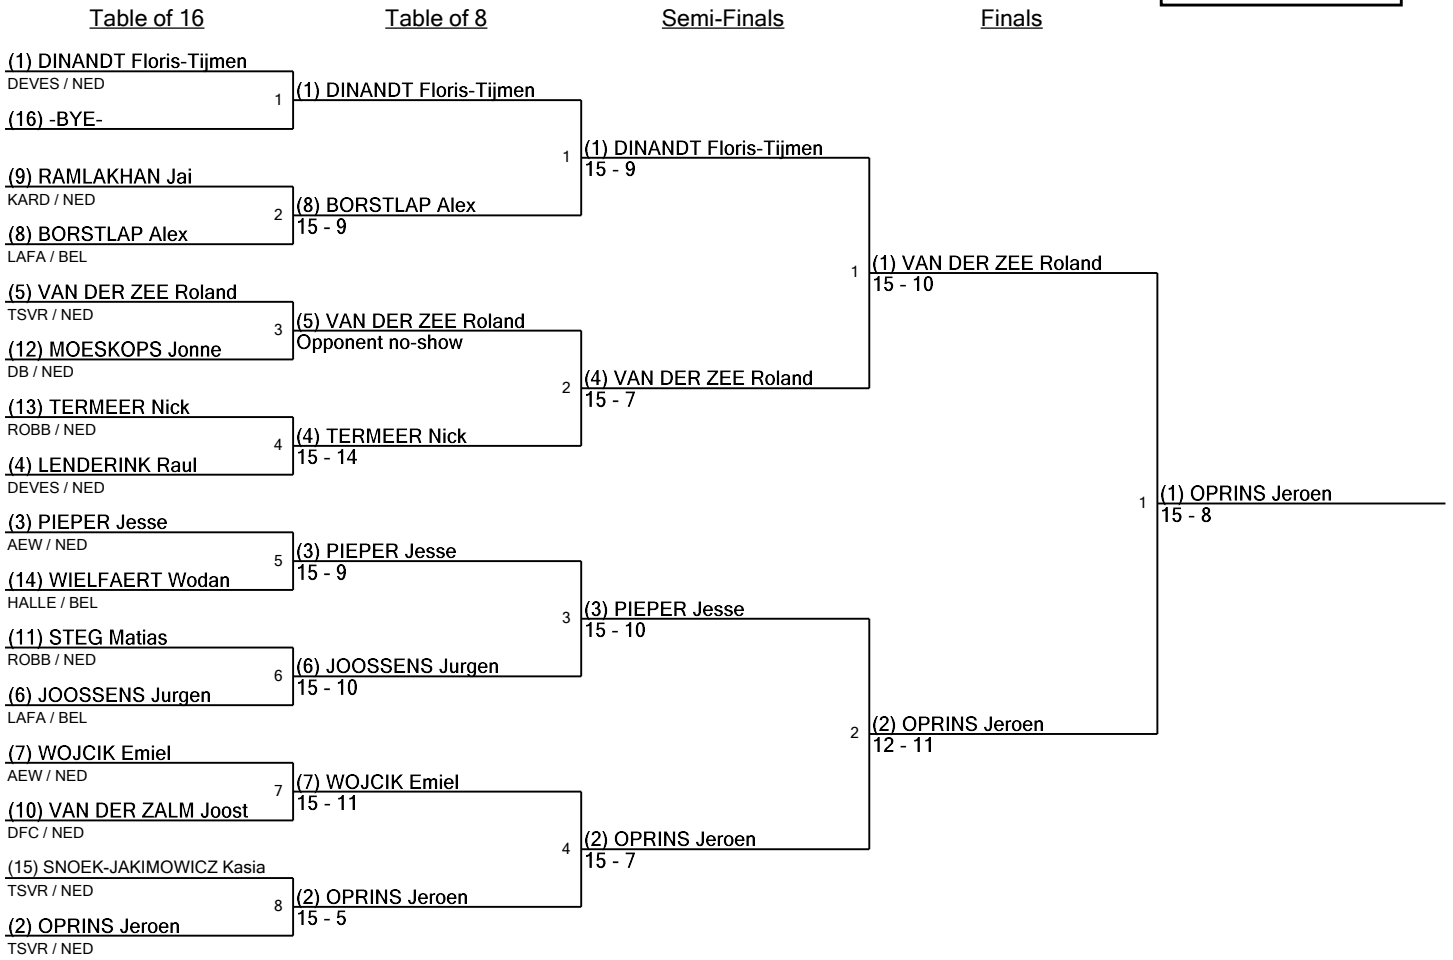 Table of 16
Table of 8
Semi-Finals
Finals
(1) DINANDT Floris-Tijmen
DEVES / NED
1
(1) DINANDT Floris-Tijmen
(16) -BYE-
1
(1) DINANDT Floris-Tijmen
15 - 9
(9) RAMLAKHAN Jai
KARD / NED
2
(8) BORSTLAP Alex
15 - 9
(8) BORSTLAP Alex
LAFA / BEL
1
(1) VAN DER ZEE Roland
15 - 10
(5) VAN DER ZEE Roland
TSVR / NED
3
(5) VAN DER ZEE Roland
Opponent no-show
(12) MOESKOPS Jonne
DB / NED
2
(4) VAN DER ZEE Roland
15 - 7
(13) TERMEER Nick
ROBB / NED
4
(4) TERMEER Nick
15 - 14
(4) LENDERINK Raul
DEVES / NED
1
(1) OPRINS Jeroen
15 - 8
(3) PIEPER Jesse
AEW / NED
5
(3) PIEPER Jesse
15 - 9
(14) WIELFAERT Wodan
HALLE / BEL
3
(3) PIEPER Jesse
15 - 10
(11) STEG Matias
ROBB / NED
6
(6) JOOSSENS Jurgen
15 - 10
(6) JOOSSENS Jurgen
LAFA / BEL
2
(2) OPRINS Jeroen
12 - 11
(7) WOJCIK Emiel
AEW / NED
7
(7) WOJCIK Emiel
15 - 11
(10) VAN DER ZALM Joost
DFC / NED
4
(2) OPRINS Jeroen
15 - 7
(15) SNOEK-JAKIMOWICZ Kasia
TSVR / NED
8
(2) OPRINS Jeroen
15 - 5
(2) OPRINS Jeroen
TSVR / NED